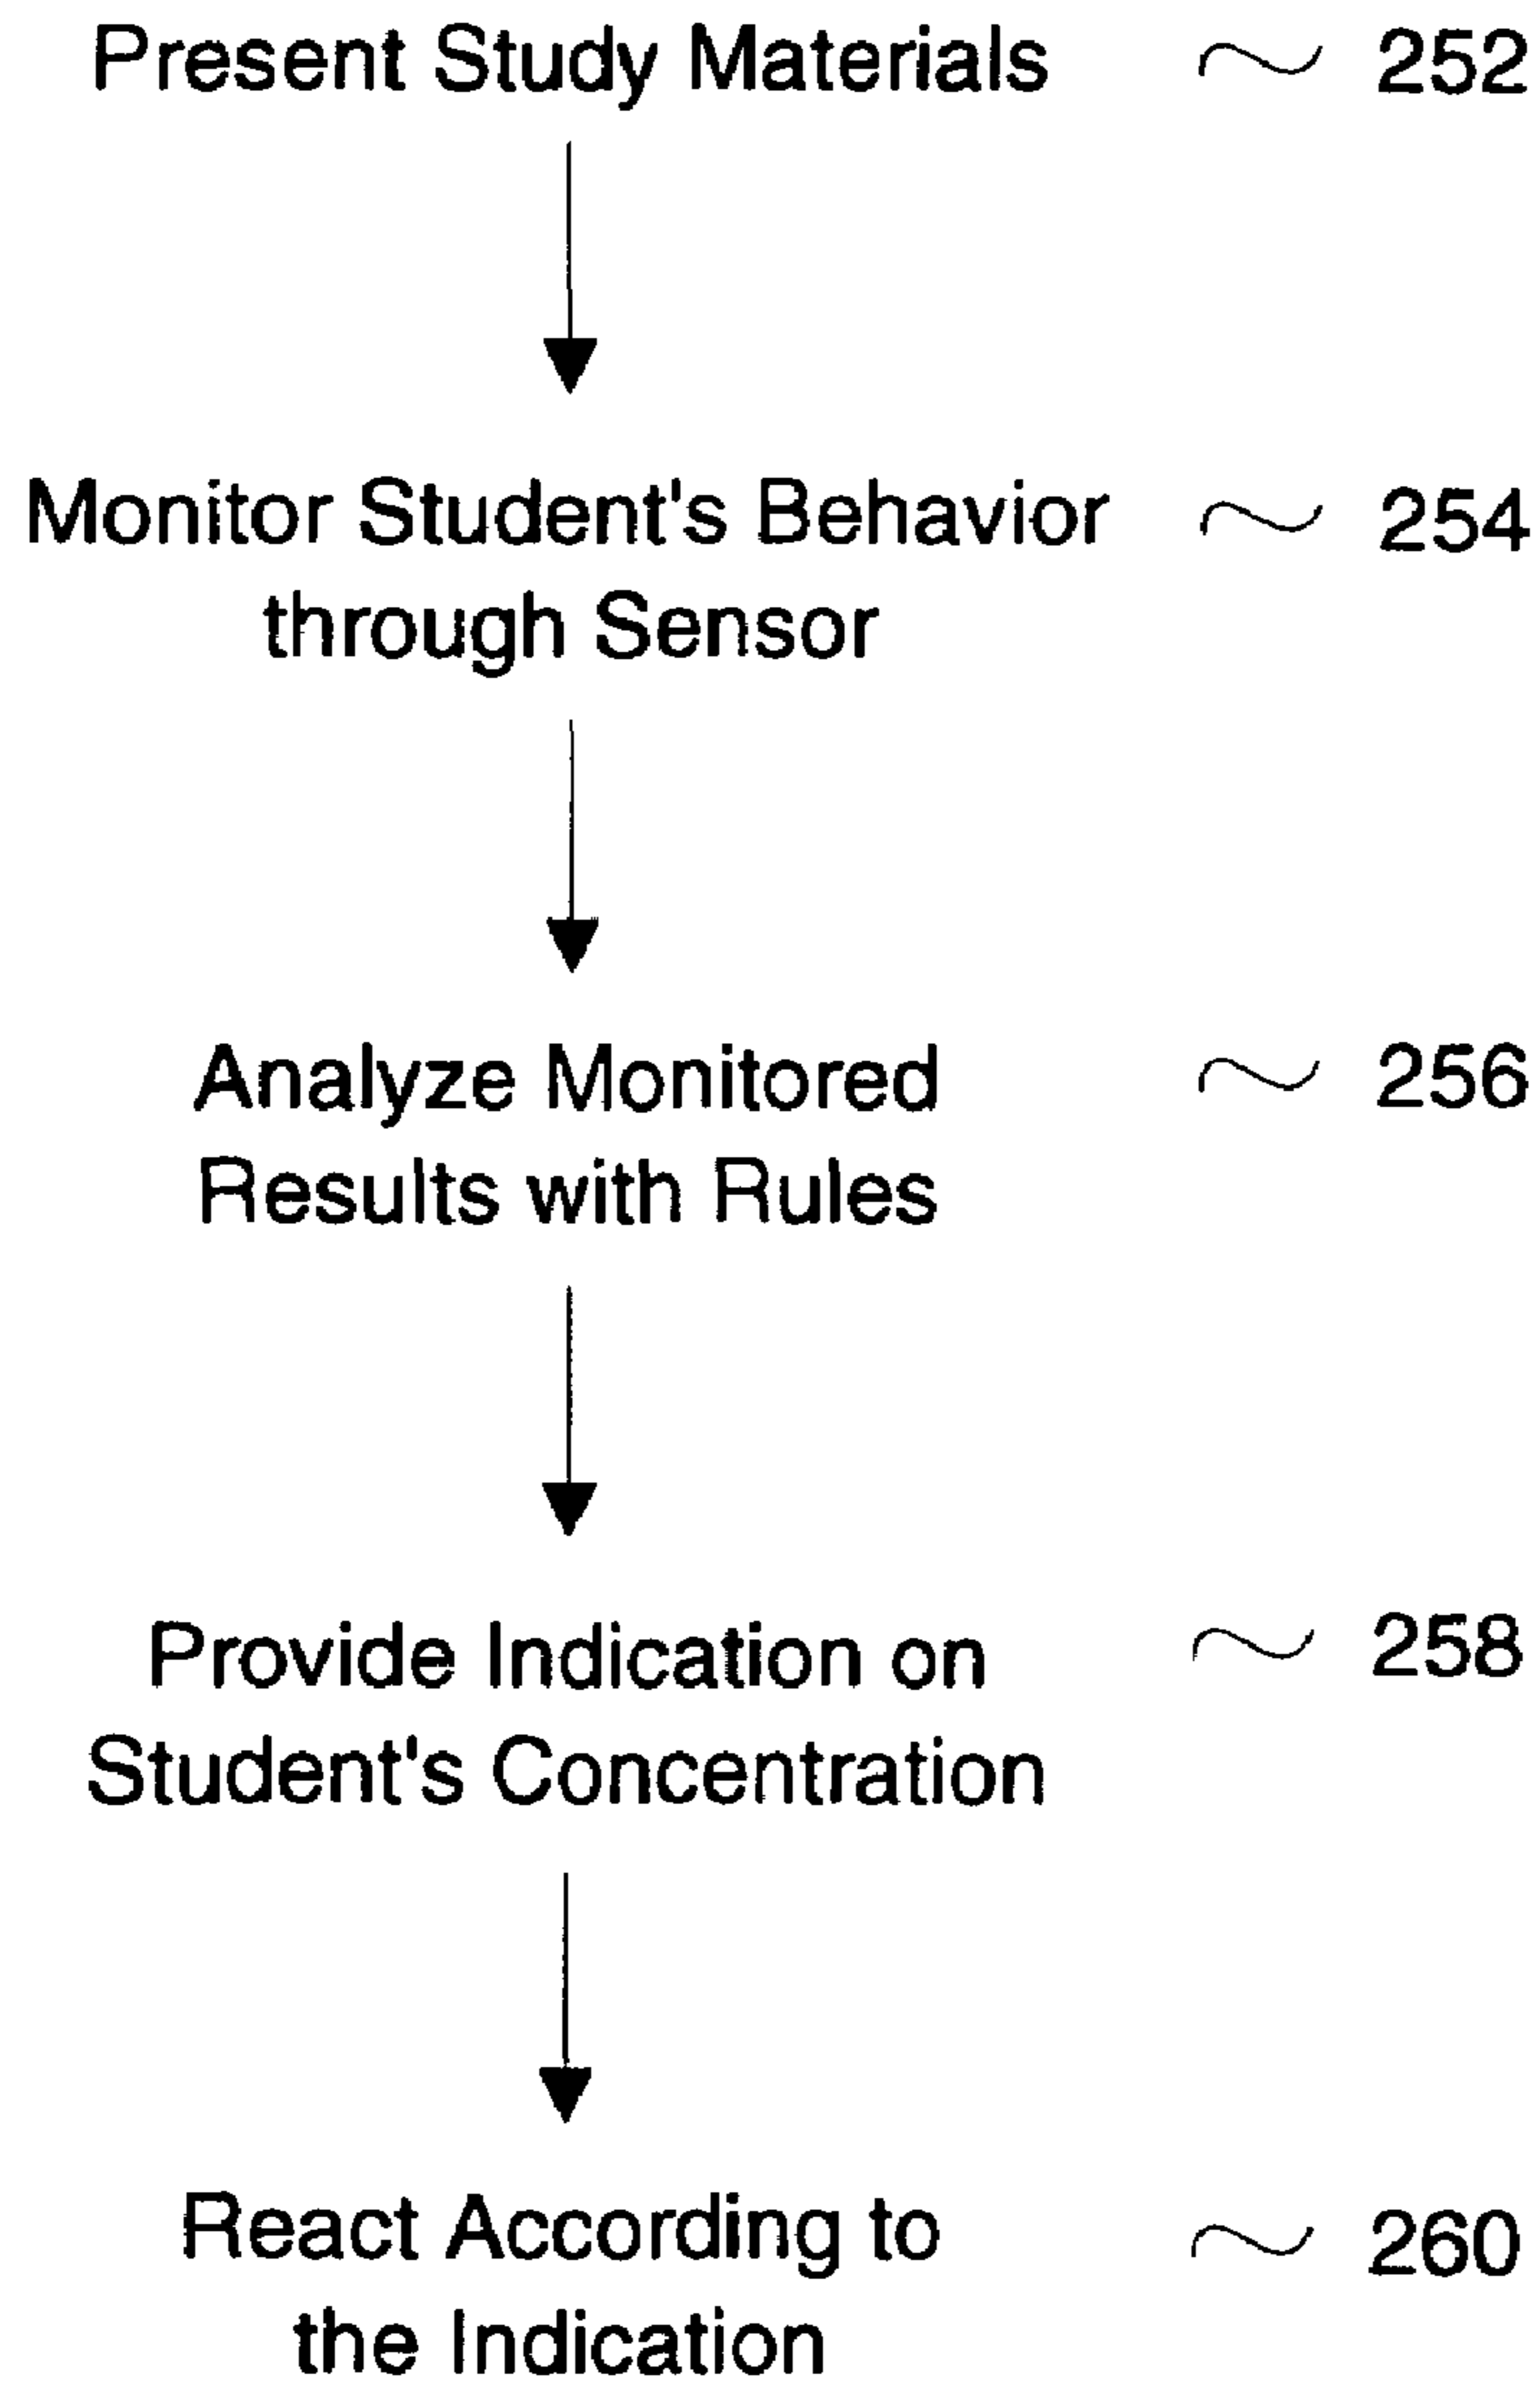 Present Study Materials ~ 252
Monitor Student's Behavior ~ 254
through Sensor
Analyze Monitored ~ 256
Results with Rules
Provide Indication on ~ 258
Student's Concentration
React According to ~ 260
the Indication